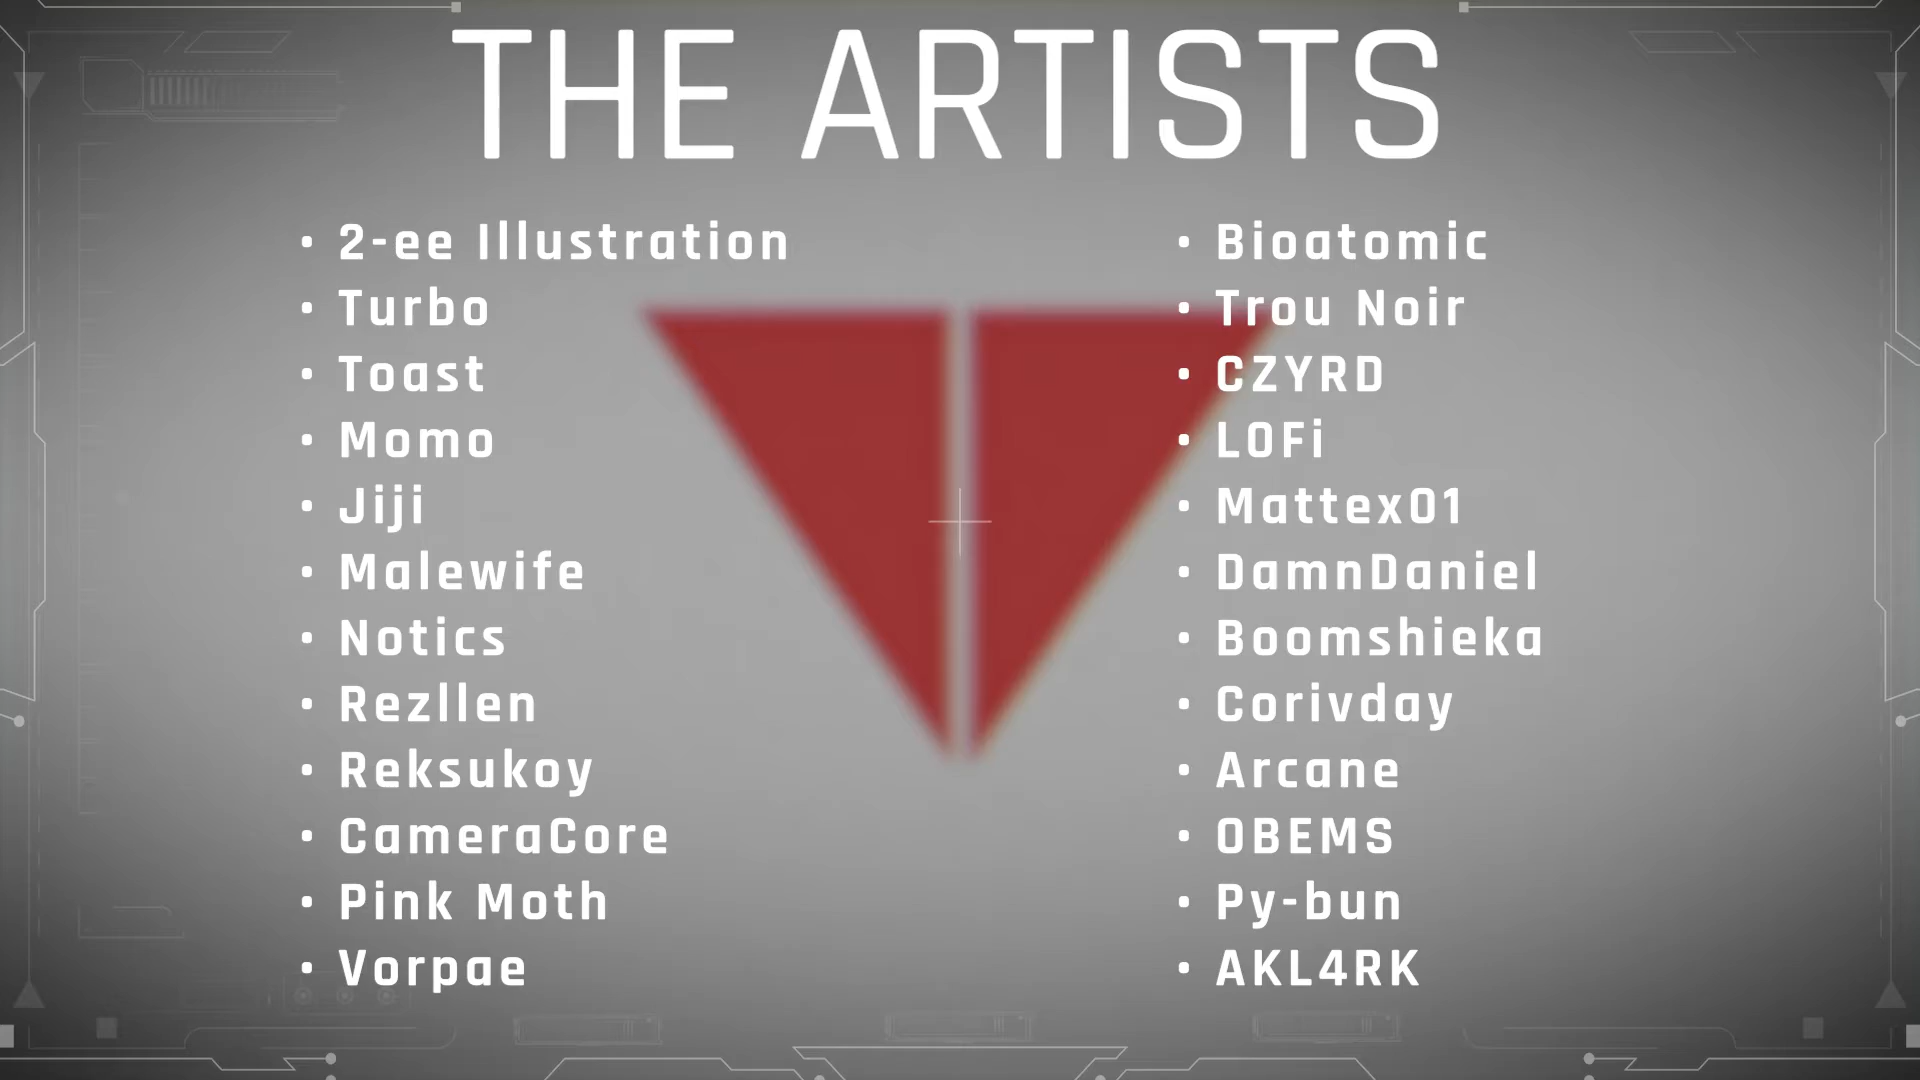 THE ARTISTS
• 2-ee Illustration
• Turbo
• Toast
• Momo
• Jiji
• Malewife
• Notics
• Rezllen
• Reksukoy
• CameraCore
• Pink Moth
• Vorpae
• Bioatomic
• Trou Noir
• CZYRD
• L0Fi
• Mattex01
• DamnDaniel
• Boomshieka
• Corivday
• Arcane
• OBEMS
• Py-bun
• AKL4RK